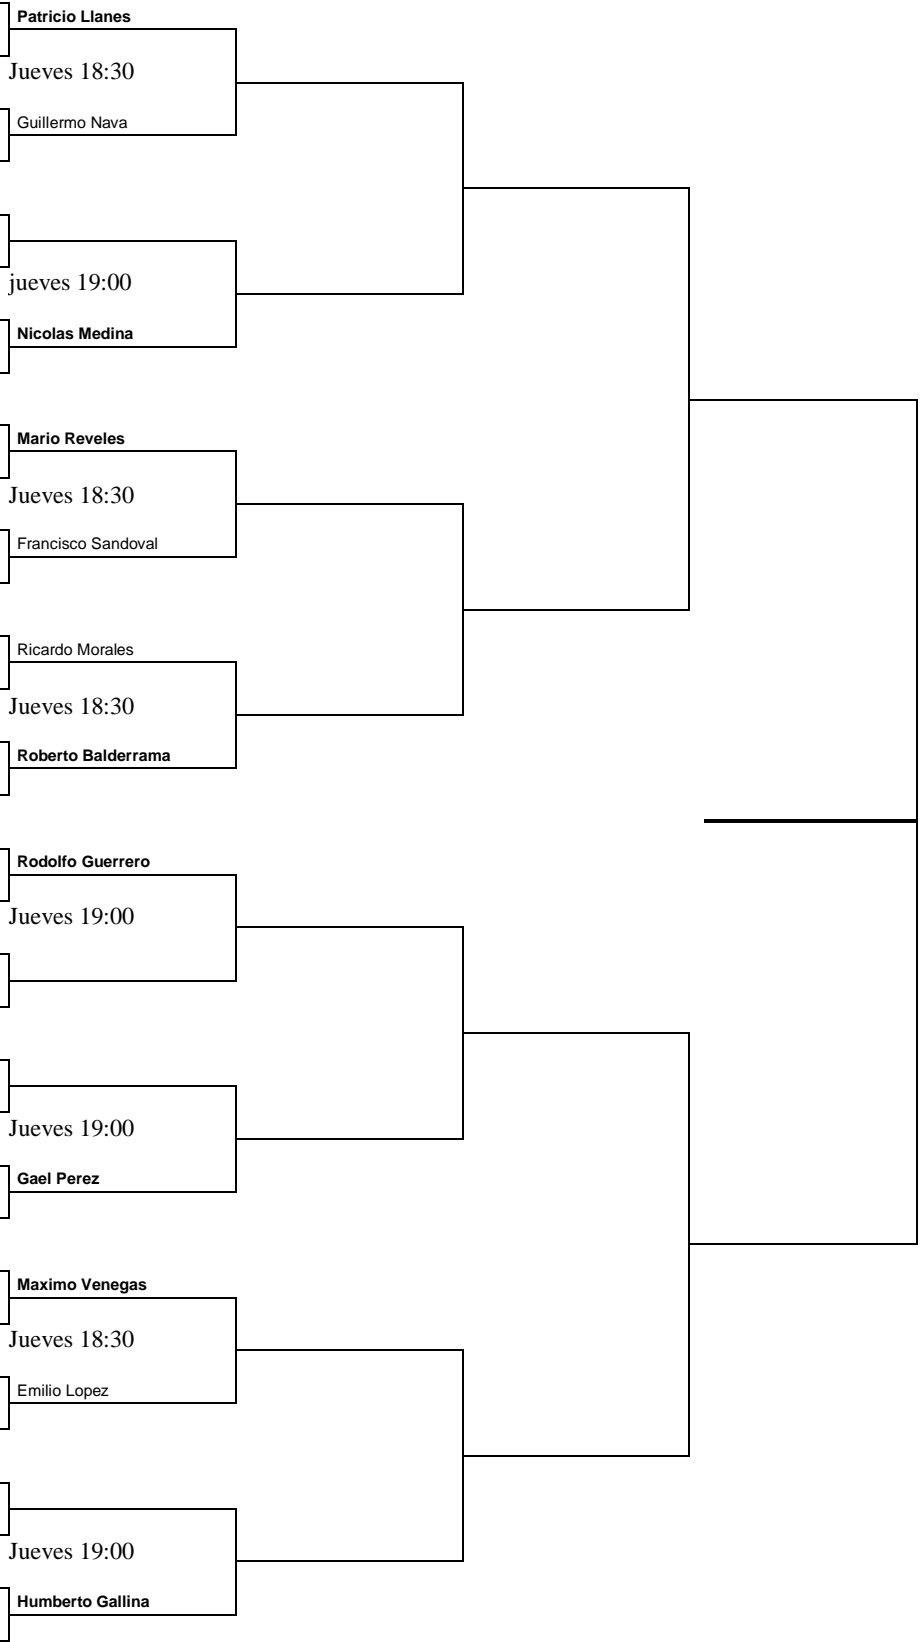 Patricio Llanes
Jueves 18:30
Guillermo Nava
jueves 19:00
Nicolas Medina
Mario Reveles
Jueves 18:30
Francisco Sandoval
Ricardo Morales
Jueves 18:30
Roberto Balderrama
Rodolfo Guerrero
Jueves 19:00
Jueves 19:00
Gael Perez
Maximo Venegas
Jueves 18:30
Emilio Lopez
Jueves 19:00
Humberto Gallina